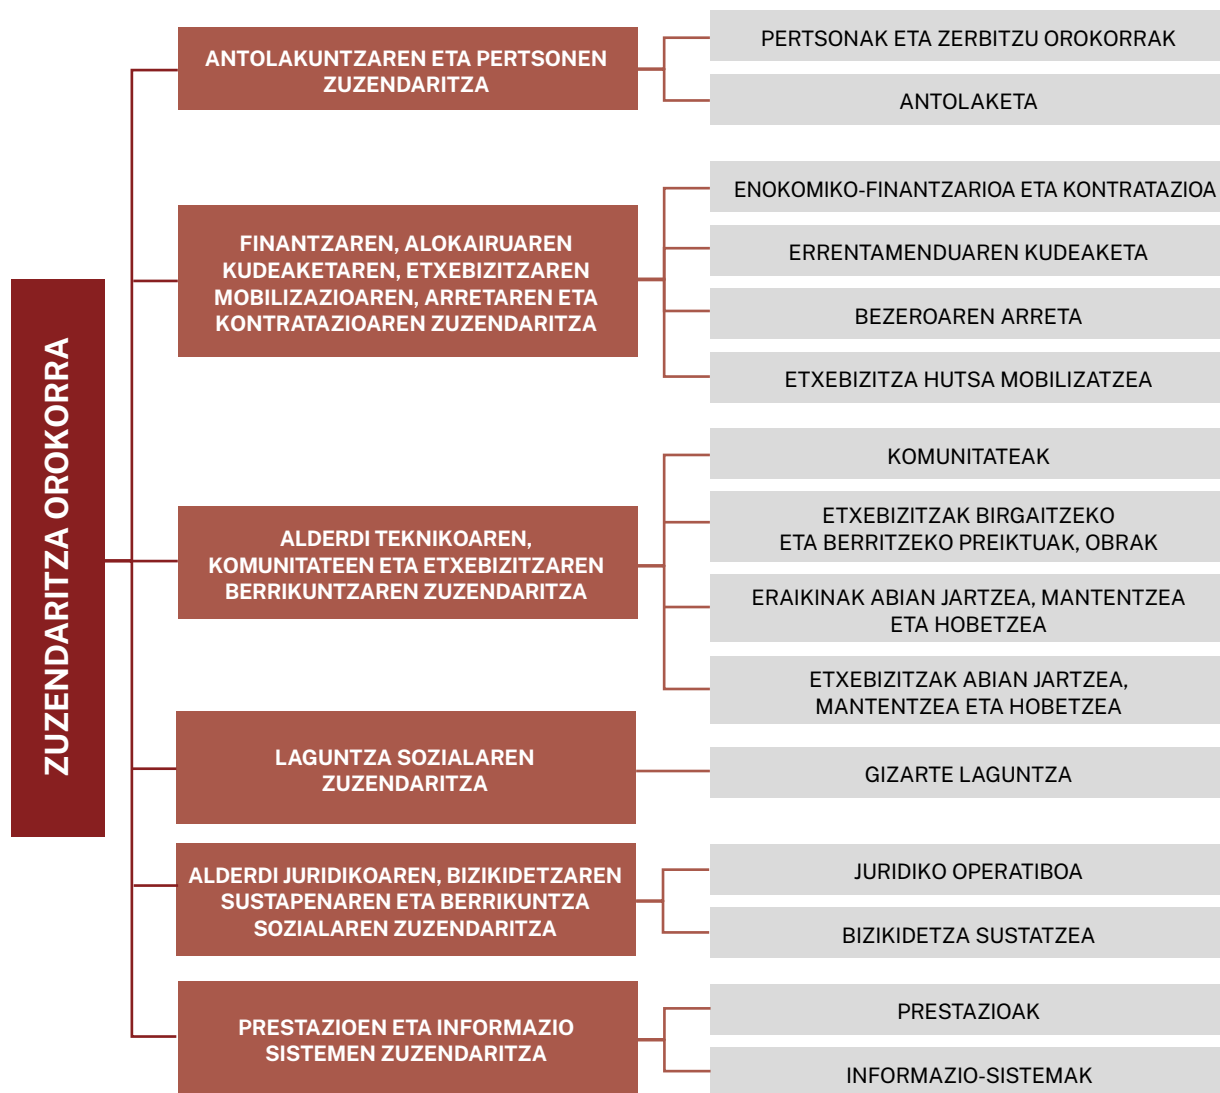 ZUZENDARITZA OROKORRA
ANTOLAKUNTZAREN ETA PERTSONEN
ZUZENDARITZA
PERTSONAK ETA ZERBITZU OROKORRAK
ANTOLAKETA
FINANTZAREN, ALOKAIRUAREN
KUDEAKETAREN, ETXEBIZITZAREN
MOBILIZAZIOAREN, ARRETAREN ETA
KONTRATAZIOAREN ZUZENDARITZA
ENOKOMIKO-FINANTZARIOA ETA KONTRATAZIOA
ERRENTAMENDUAREN KUDEAKETA
BEZEROAREN ARRETA
ETXEBIZITZA HUTSA MOBILIZATZEA
ALDERDI TEKNIKOAREN,
KOMUNITATEEN ETA ETXEBIZITZAREN
BERRIKUNTZAREN ZUZENDARITZA
KOMUNITATEAK
ETXEBIZITZAK BIRGAITZEKO
ETA BERRITZEKO PREIKTUAK, OBRAK
ERAIKINAK ABIAN JARTZEA, MANTENTZEA
ETA HOBETZEA
ETXEBIZITZAK ABIAN JARTZEA,
MANTENTZEA ETA HOBETZEA
LAGUNTZA SOZIALAREN
ZUZENDARITZA
GIZARTE LAGUNTZA
ALDERDI JURIDIKOAREN, BIZIKIDETZAREN
SUSTAPENAREN ETA BERRIKUNTZA
SOZIALAREN ZUZENDARITZA
JURIDIKO OPERATIBOA
BIZIKIDETZA SUSTATZEA
PRESTAZIOEN ETA INFORMAZIO
SISTEMEN ZUZENDARITZA
PRESTAZIOAK
INFORMAZIO-SISTEMAK